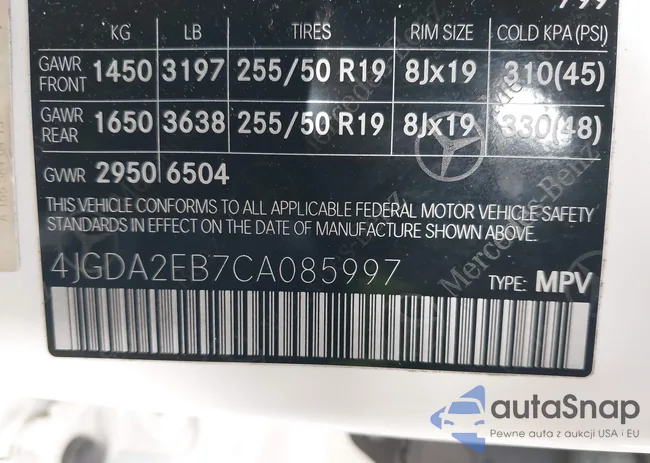 799
KG LB TIRES RIM SIZE COLD KPA (PSI)
GAWR FRONT 1450 3197 255/50 R19 8Jx19 310(45)
GAWR REAR 1650 3638 255/50 R19 8Jx19 330(48)
GVWR 2950 6504
THIS VEHICLE CONFORMS TO ALL APPLICABLE FEDERAL MOTOR VEHICLE SAFETY
STANDARDS IN EFFECT ON THE DATE OF MANUFACTURE SHOWN ABOVE.
4JGDA2EB7CA085997
TYPE: MPV
Mercedes-Benz
autaSnap
Pewne auta z aukcji USA i EU